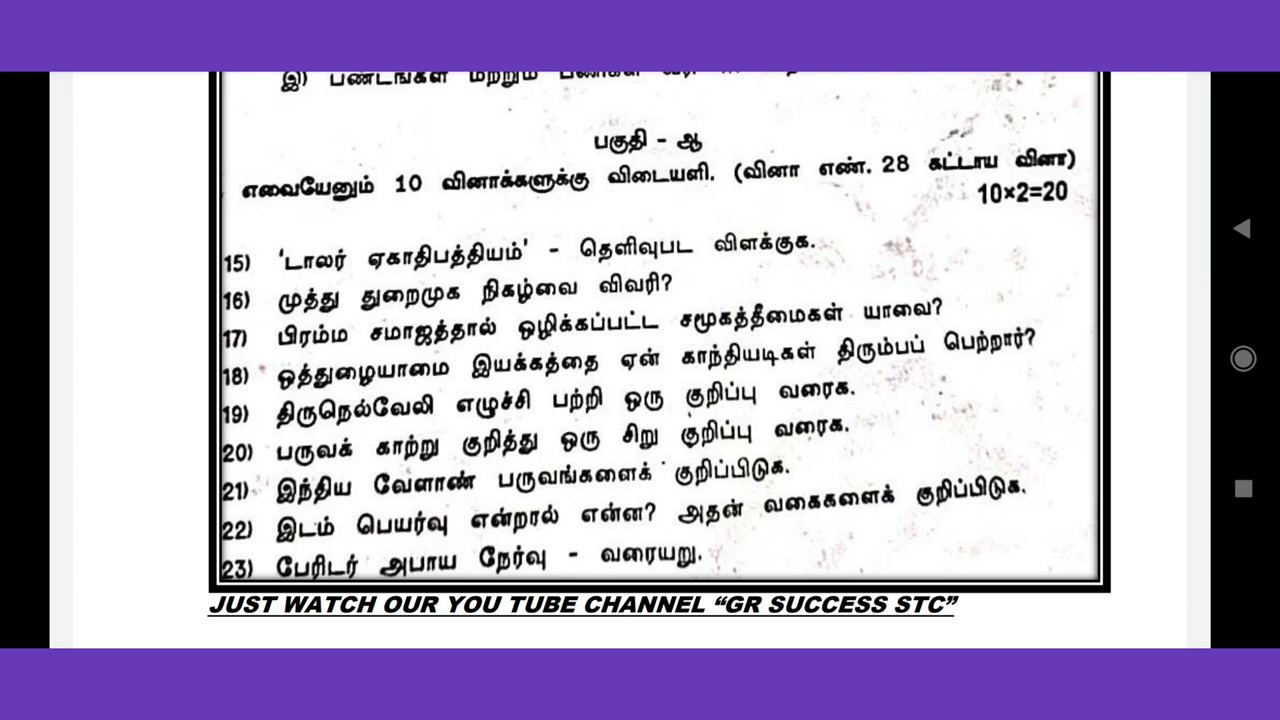 இ) பண்டங்கள் மற்றும்
பகுதி - ஆ
எவையேனும் 10 வினாக்களுக்கு விடையளி. (வினா எண். 28 கட்டாய வினா)
10×2=20
15) 'டாலர் ஏகாதிபத்தியம்' - தெளிவுபட விளக்குக.
16) முத்து துறைமுக நிகழ்வை விவரி?
17) பிரம்ம சமாஜத்தால் ஒழிக்கப்பட்ட சமூகத்தீமைகள் யாவை?
18) ஒத்துழையாமை இயக்கத்தை ஏன் காந்தியடிகள் திரும்பப் பெற்றார்?
19) திருநெல்வேலி எழுச்சி பற்றி ஒரு குறிப்பு வரைக.
20) பருவக் காற்று குறித்து ஒரு சிறு குறிப்பு வரைக.
21) இந்திய வேளாண் பருவங்களைக் குறிப்பிடுக.
22) இடம் பெயர்வு என்றால் என்ன? அதன் வகைகளைக் குறிப்பிடுக.
23) பேரிடர் அபாய நேர்வு - வரையறு.
JUST WATCH OUR YOU TUBE CHANNEL “GR SUCCESS STC”